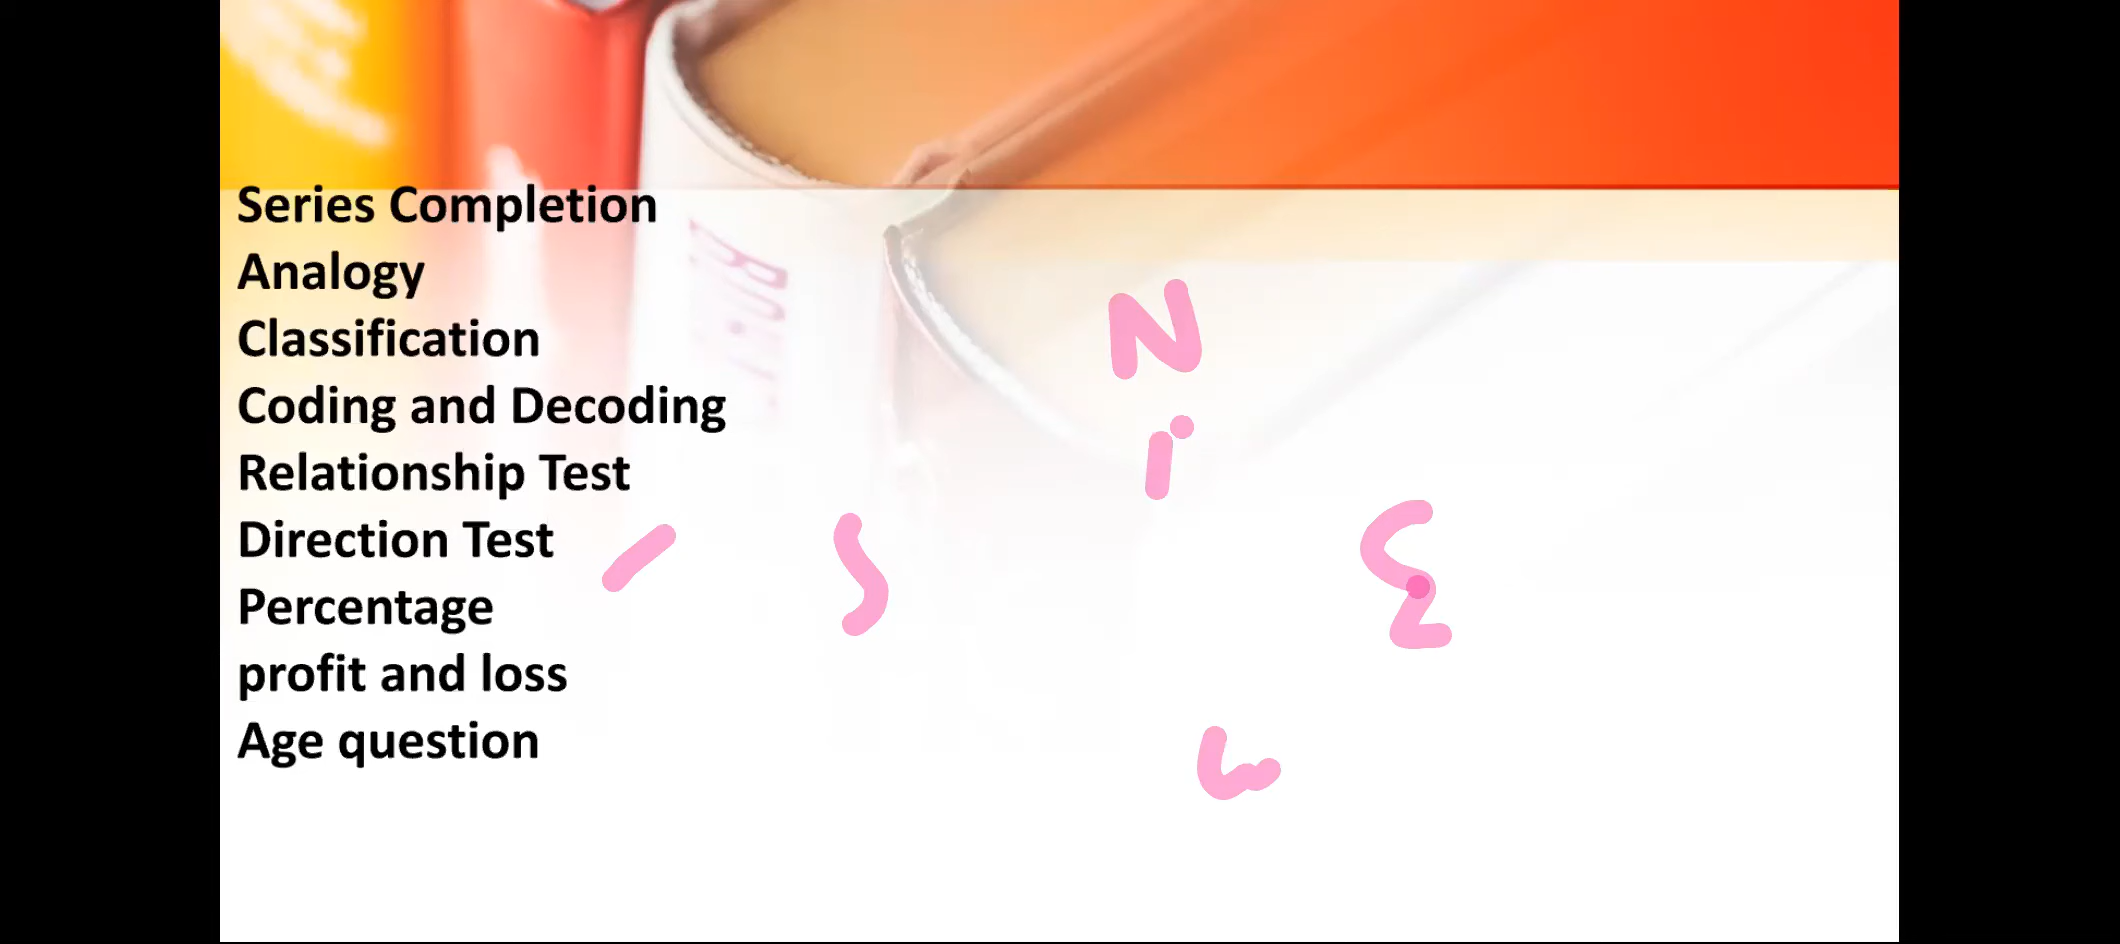 Series Completion
Analogy
Classification
Coding and Decoding
Relationship Test
Direction Test
Percentage
profit and loss
Age question
N
S